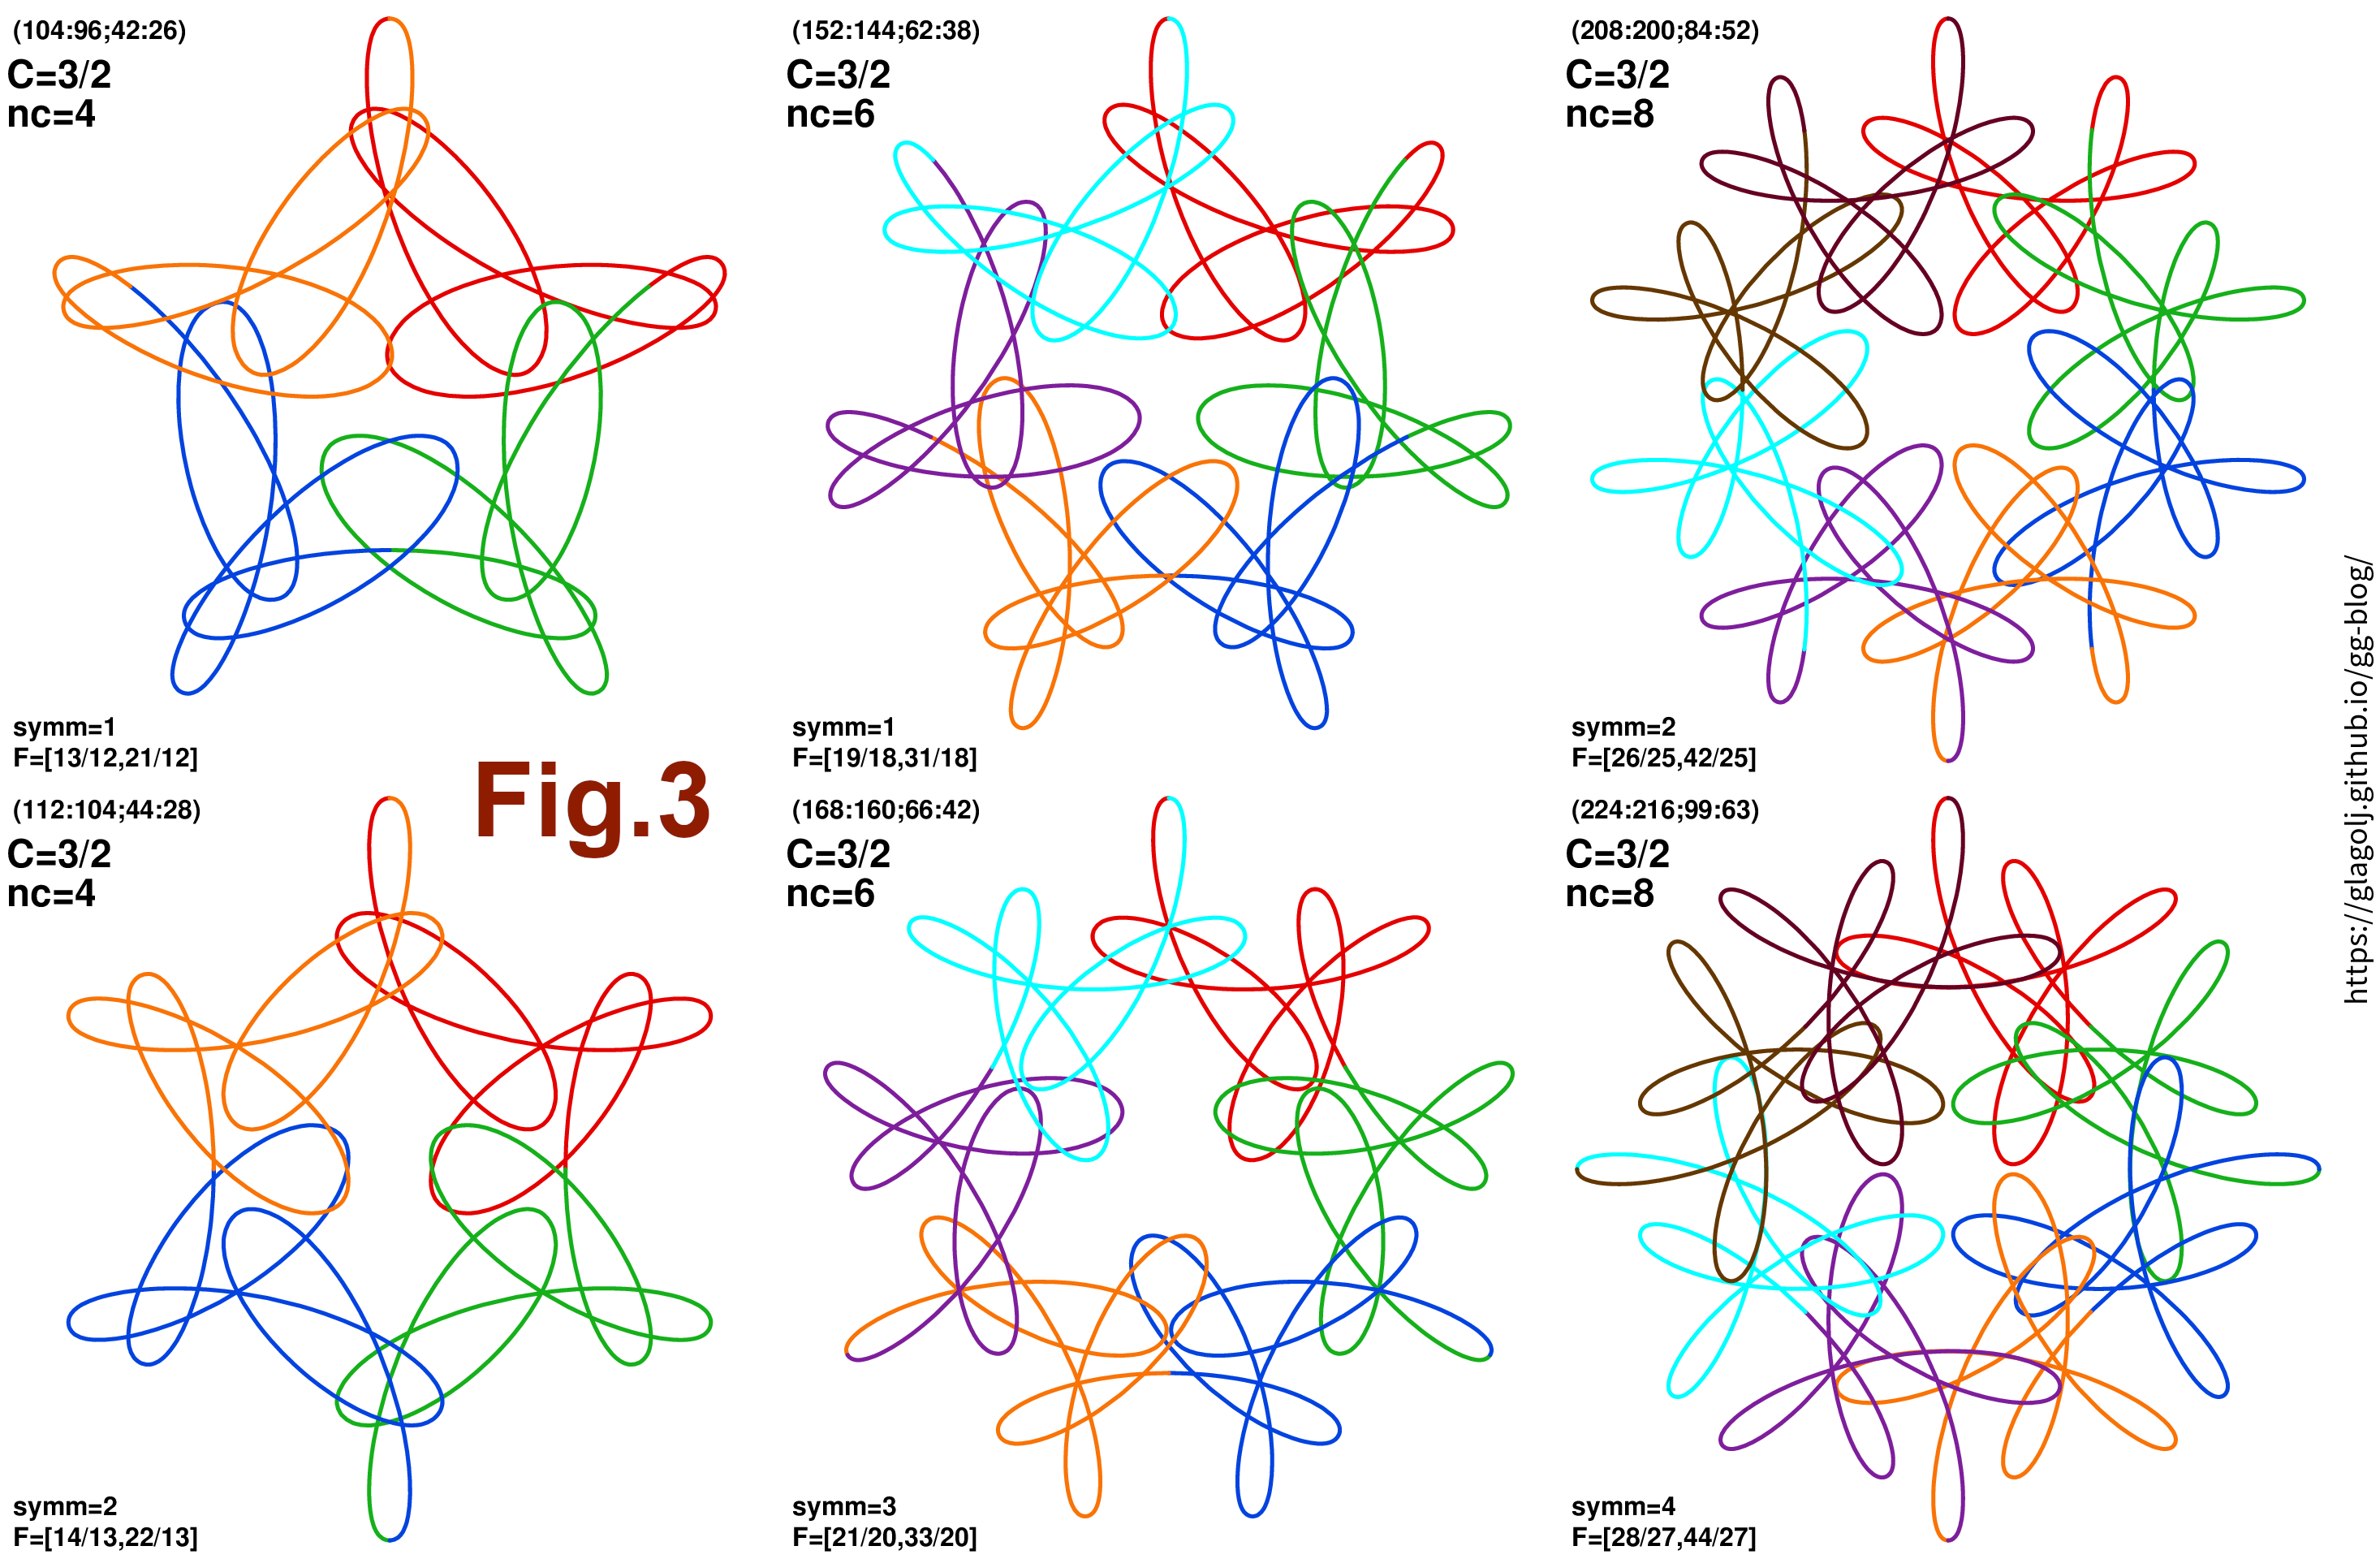 (104:96;42:26)
C=3/2
nc=4
symm=1
F=[13/12,21/12]
(152:144;62:38)
C=3/2
nc=6
symm=1
F=[19/18,31/18]
(208:200;84:52)
C=3/2
nc=8
symm=2
F=[26/25,42/25]
Fig.3
(112:104;44:28)
C=3/2
nc=4
symm=2
F=[14/13,22/13]
(168:160;66:42)
C=3/2
nc=6
symm=3
F=[21/20,33/20]
(224:216;99:63)
C=3/2
nc=8
symm=4
F=[28/27,44/27]
https://glagolj.github.io/gg-blog/